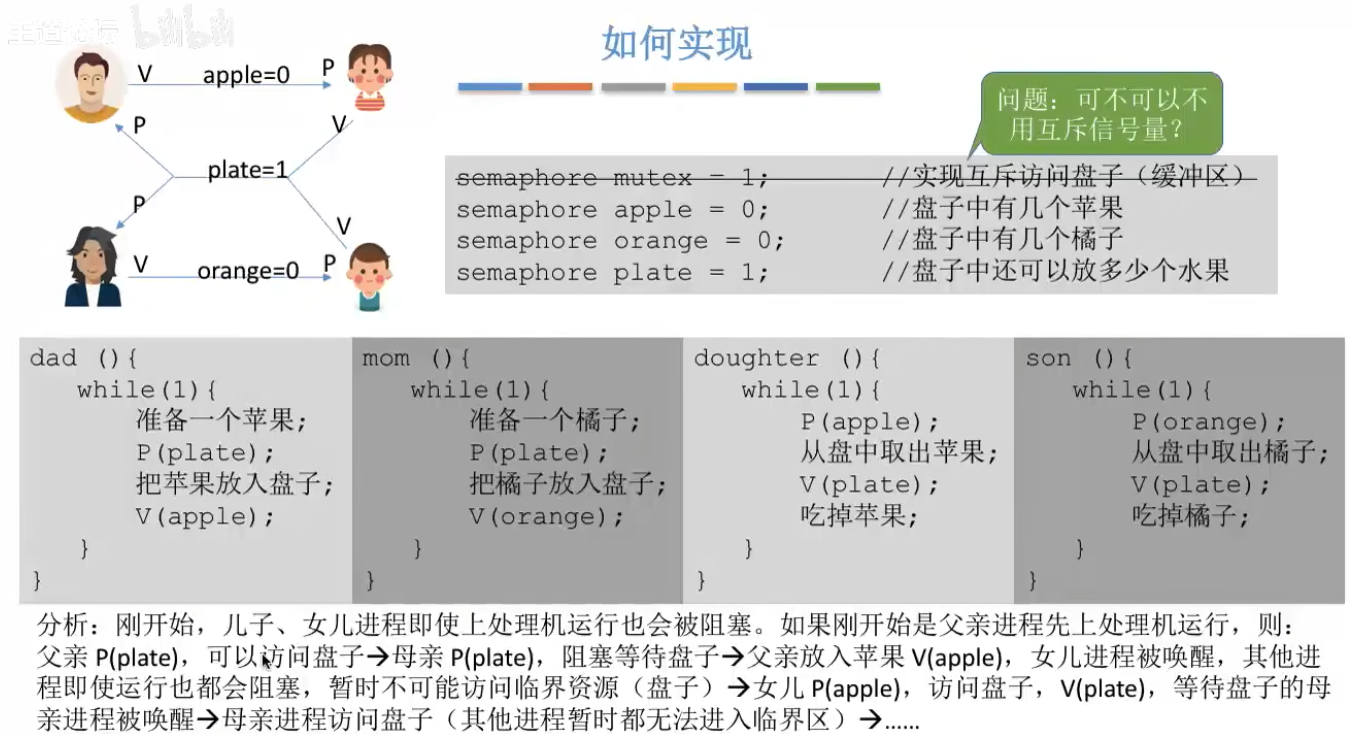 王道论坛 bilibili
如何实现
V apple=0 P
P V
plate=1
P V
V orange=0 P
问题：可不可以不
用互斥信号量？
semaphore mutex = 1; //实现互斥访问盘子（缓冲区）
semaphore apple = 0; //盘子中有几个苹果
semaphore orange = 0; //盘子中有几个橘子
semaphore plate = 1; //盘子中还可以放多少个水果
dad (){
while(1){
准备一个苹果;
P(plate);
把苹果放入盘子;
V(apple);
}
}
mom (){
while(1){
准备一个橘子;
P(plate);
把橘子放入盘子;
V(orange);
}
}
doughter (){
while(1){
P(apple);
从盘中取出苹果;
V(plate);
吃掉苹果;
}
}
son (){
while(1){
P(orange);
从盘中取出橘子;
V(plate);
吃掉橘子;
}
}
分析：刚开始，儿子、女儿进程即使上处理机运行也会被阻塞。如果刚开始是父亲进程先上处理机运行，则：
父亲 P(plate)，可以访问盘子→母亲 P(plate)，阻塞等待盘子→父亲放入苹果 V(apple)，女儿进程被唤醒，其他进
程即使运行也都会阻塞，暂时不可能访问临界资源（盘子）→女儿 P(apple)，访问盘子，V(plate)，等待盘子的母
亲进程被唤醒→母亲进程访问盘子（其他进程暂时都无法进入临界区）→……